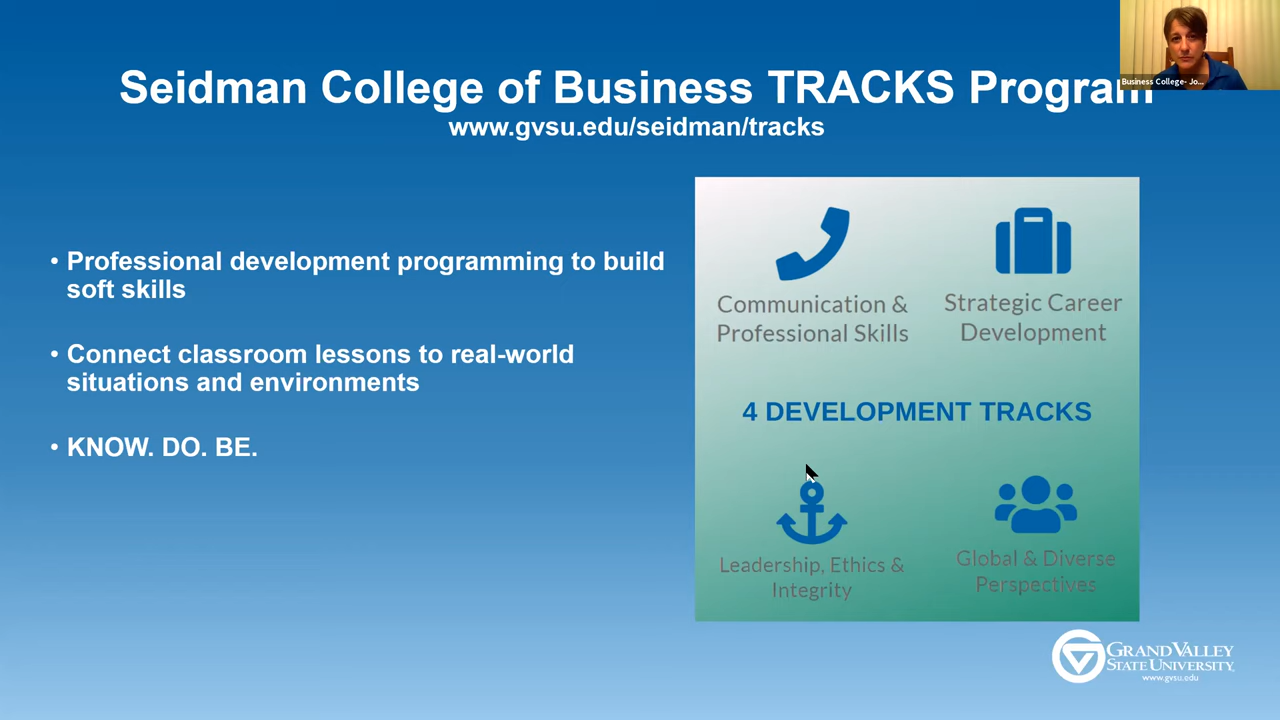 Seidman College of Business TRACKS Program
www.gvsu.edu/seidman/tracks
Business College- Jo...
• Professional development programming to build
soft skills
• Connect classroom lessons to real-world
situations and environments
• KNOW. DO. BE.
Communication &
Professional Skills
Strategic Career
Development
4 DEVELOPMENT TRACKS
Leadership, Ethics &
Integrity
Global & Diverse
Perspectives
GRAND VALLEY
STATE UNIVERSITY
www.gvsu.edu